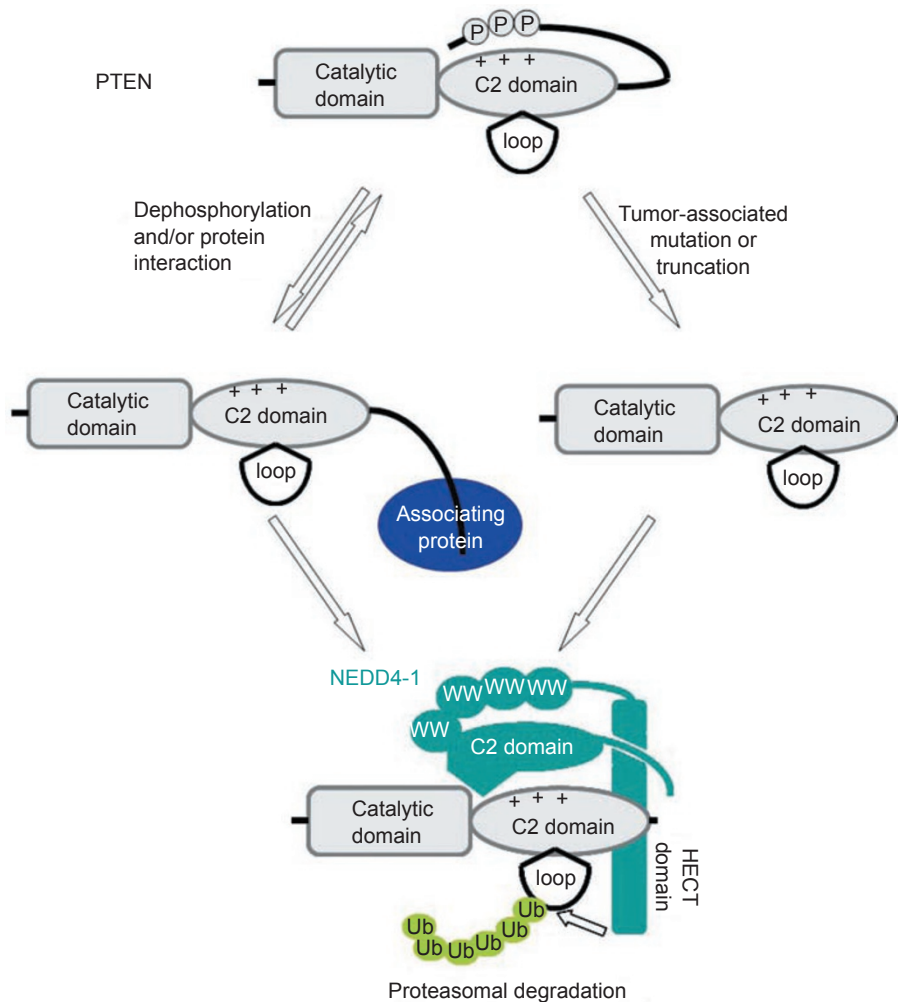 P P P
+ + +
PTEN
Catalytic
domain
C2 domain
loop
Dephosphorylation
and/or protein
interaction
Tumor-associated
mutation or
truncation
Catalytic
domain
+ + +
C2 domain
loop
Associating
protein
Catalytic
domain
+ + +
C2 domain
loop
NEDD4-1
WW WW WW WW
C2 domain
Catalytic
domain
+ + +
C2 domain
loop
HECT
domain
Ub Ub Ub Ub Ub Ub Ub
Proteasomal degradation